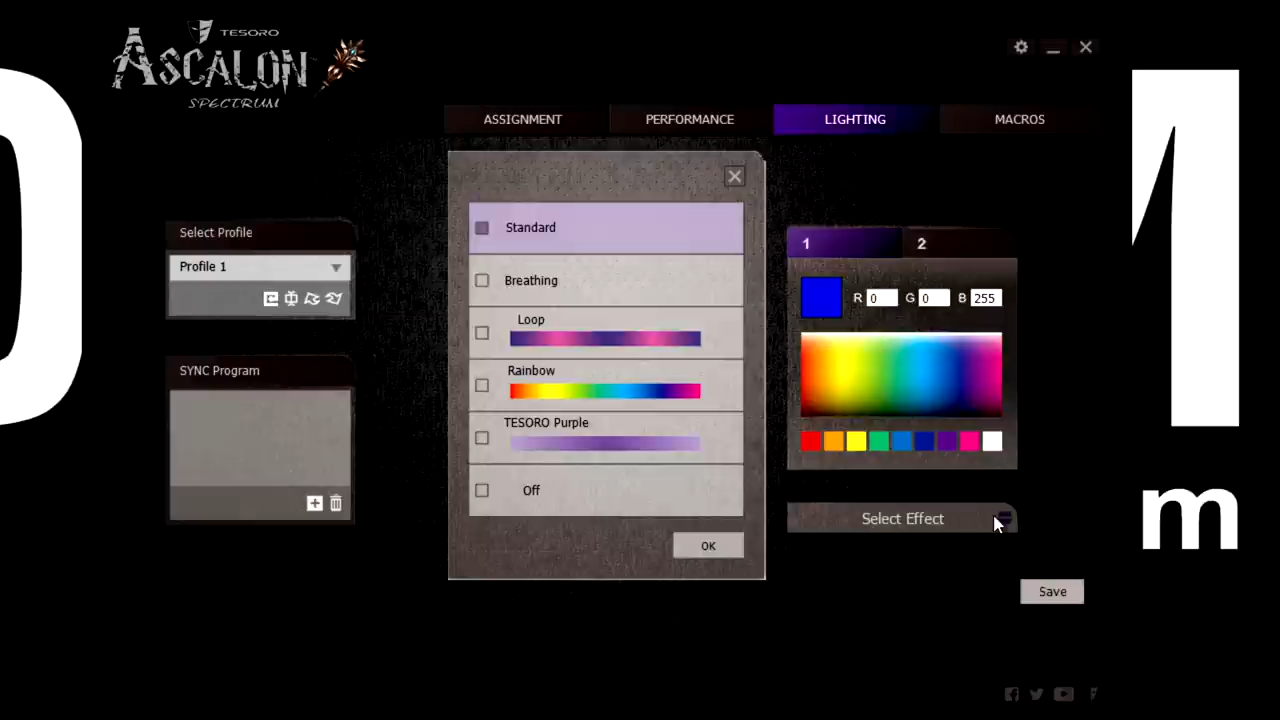 TESORO
ASCALON
SPECTRUM
ASSIGNMENT
PERFORMANCE
LIGHTING
MACROS
Select Profile
Profile 1
SYNC Program
Standard
Breathing
Loop
Rainbow
TESORO Purple
Off
OK
1
2
R 0 G 0 B 255
Select Effect
Save
m